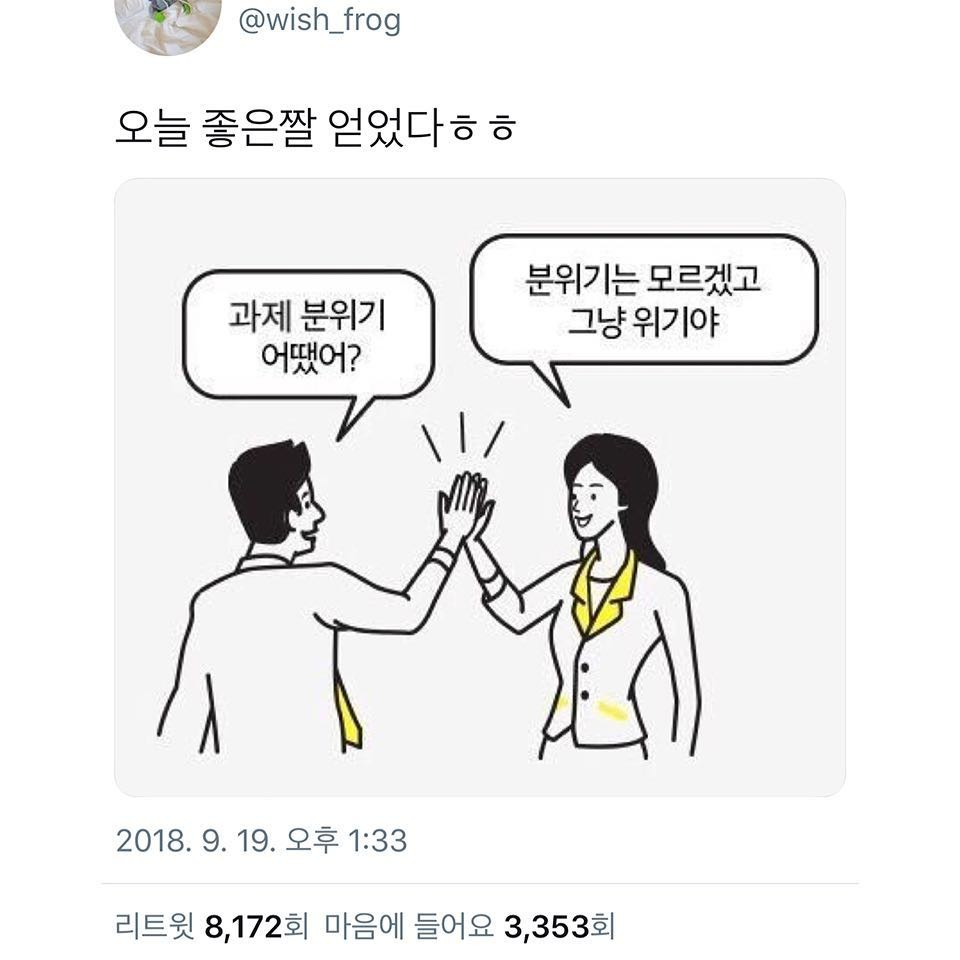 @wish_frog
오늘 좋은짤 얻었다ㅎㅎ
과제 분위기
어땠어?
분위기는 모르겠고
그냥 위기야
2018. 9. 19. 오후 1:33
리트윗 8,172회 마음에 들어요 3,353회